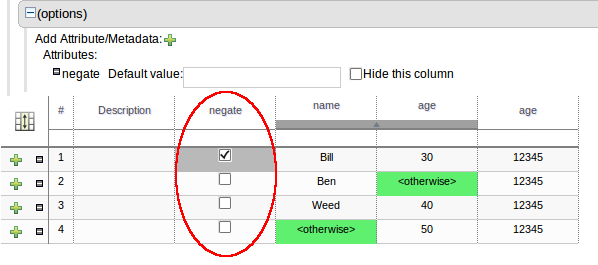 (options)
Add Attribute/Metadata:
Attributes:
negate Default value: Hide this column
# Description negate name age age
1 Bill 30 12345
2 Ben <otherwise> 12345
3 Weed 40 12345
4 <otherwise> 50 12345